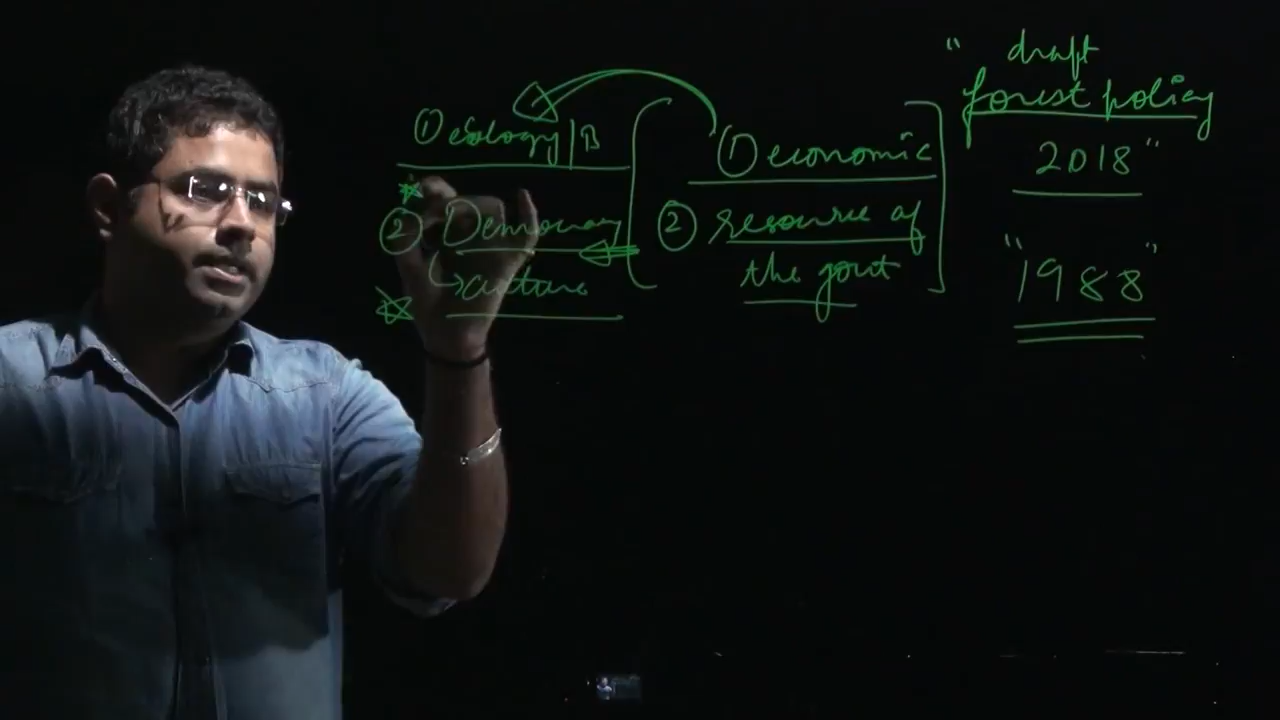 " draft
forest policy
2018"
"1988"
① economic
② resource of
the govt
① ecology/B
② Democracy
↳ culture